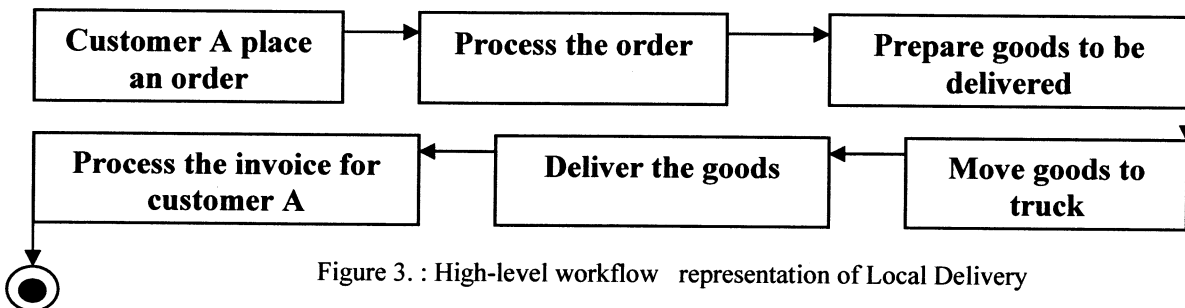 Customer A place
an order
Process the order
Prepare goods to be
delivered
Move goods to
truck
Deliver the goods
Process the invoice for
customer A
Figure 3. : High-level workflow representation of Local Delivery